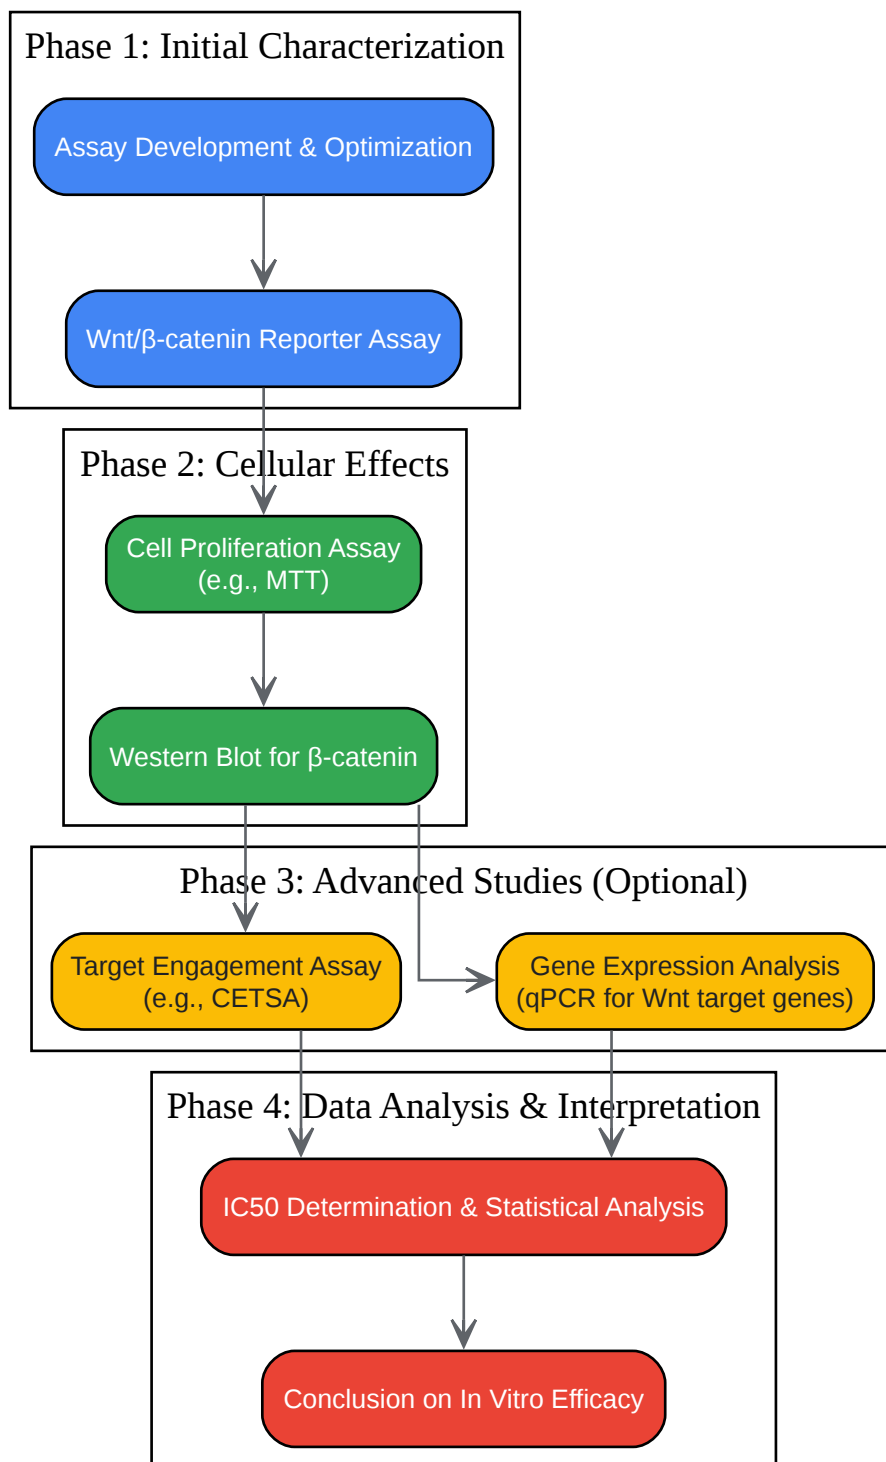 Phase 1: Initial Characterization
Assay Development & Optimization
Wnt/β-catenin Reporter Assay
Phase 2: Cellular Effects
Cell Proliferation Assay
(e.g., MTT)
Western Blot for β-catenin
Phase 3: Advanced Studies (Optional)
Target Engagement Assay
(e.g., CETSA)
Gene Expression Analysis
(qPCR for Wnt target genes)
Phase 4: Data Analysis & Interpretation
IC50 Determination & Statistical Analysis
Conclusion on In Vitro Efficacy